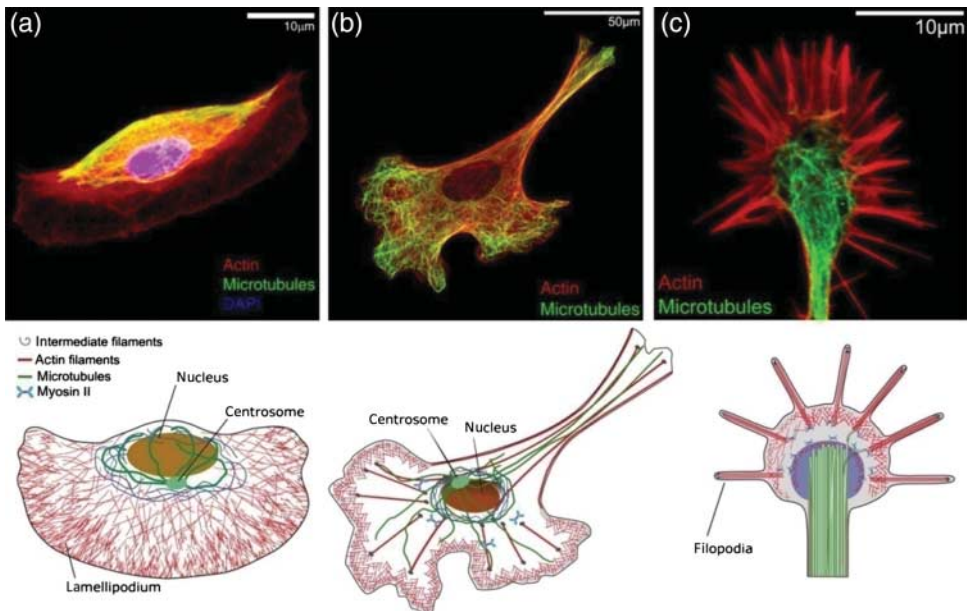 (a)
10μm
Actin
Microtubules
DAPI
(b)
50μm
Actin
Microtubules
(c)
10μm
Actin
Microtubules
Intermediate filaments
Actin filaments
Microtubules
Myosin II
Nucleus
Centrosome
Lamellipodium
Centrosome
Nucleus
Filopodia